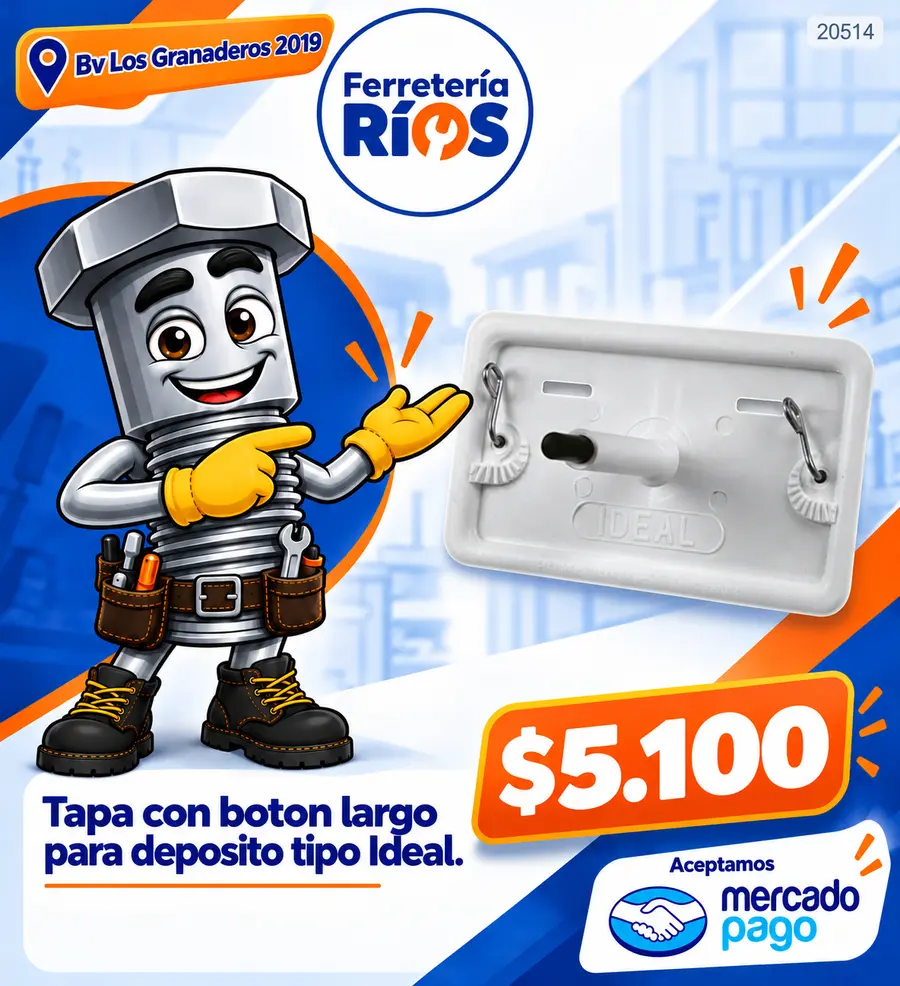 Bv Los Granaderos 2019
Ferretería
RÍOS
20514
IDEAL
$5.100
Tapa con boton largo
para deposito tipo Ideal.
Aceptamos
mercado
pago